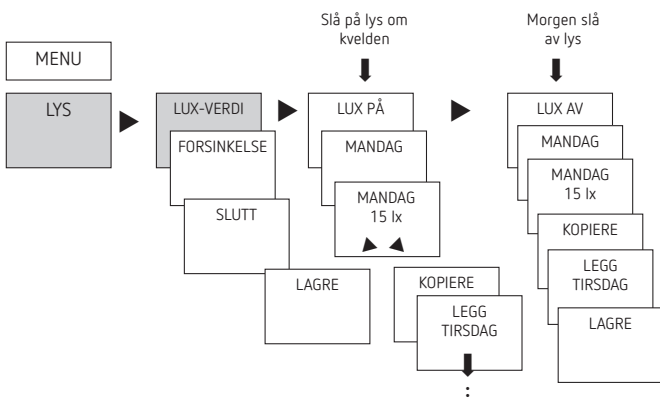 Slå på lys om
kvelden
Morgen slå
av lys
MENU
LYS
LUX-VERDI
FORSINKELSE
SLUTT
LAGRE
LUX PÅ
MANDAG
MANDAG
15 lx
KOPIERE
LEGG
TIRSDAG
LUX AV
MANDAG
MANDAG
15 lx
KOPIERE
LEGG
TIRSDAG
LAGRE